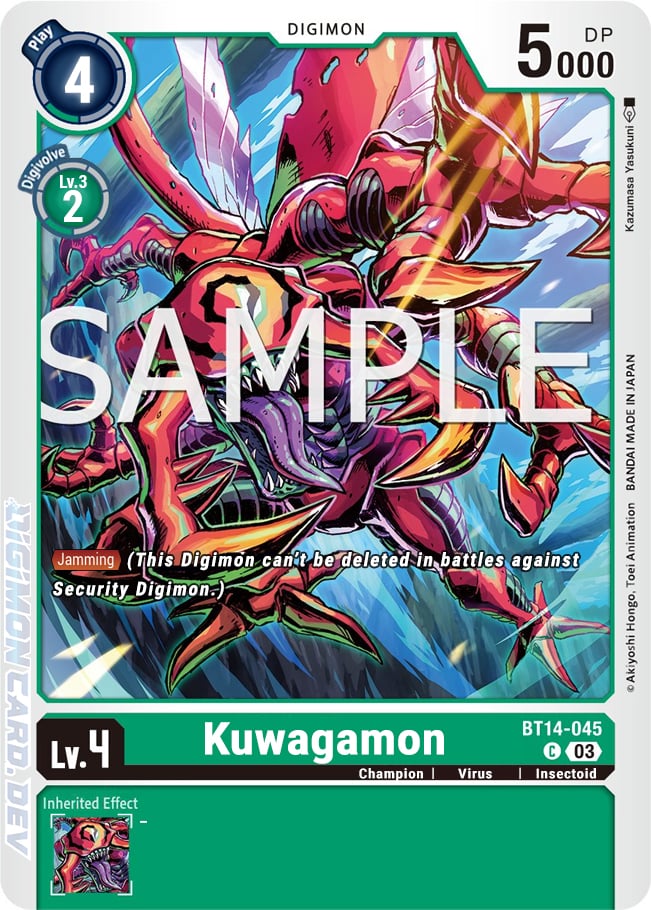 DIGIMON
Play
4
DP
5000
Digivolve
Lv.3
2
Kazumasa Yasukuni
SAMPLE
BANDAI MADE IN JAPAN
© Akiyoshi Hongo, Toei Animation
Jamming (This Digimon can't be deleted in battles against
Security Digimon.)
DIGIMONCARD.DEV
Lv.4
Kuwagamon
BT14-045
C 03
Champion | Virus | Insectoid
Inherited Effect
-